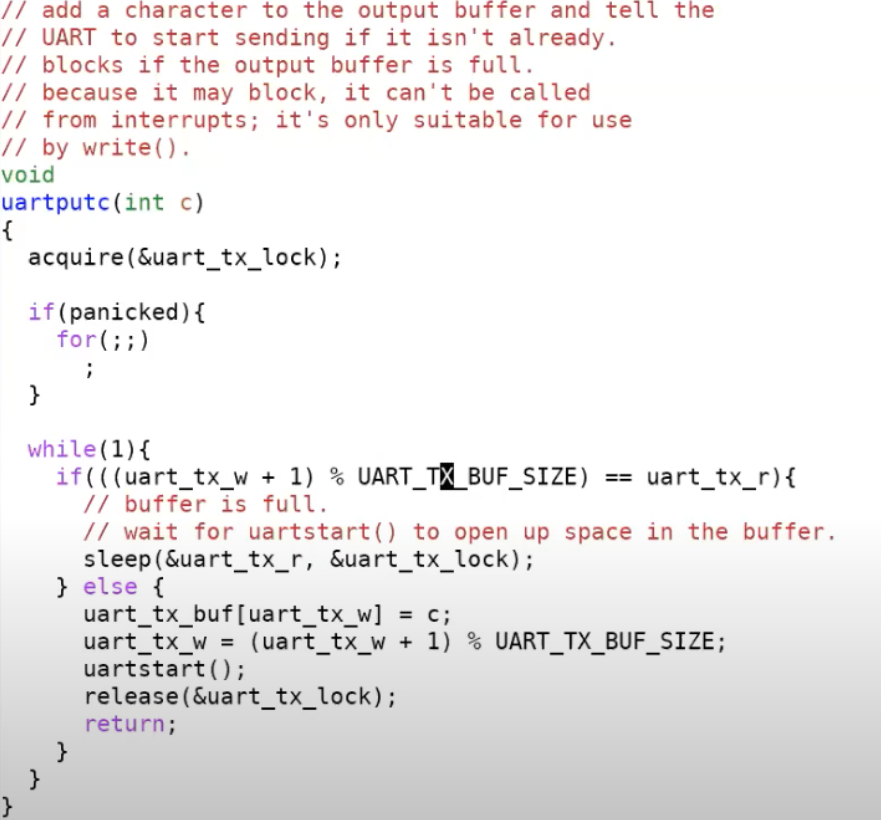 // add a character to the output buffer and tell the
// UART to start sending if it isn't already.
// blocks if the output buffer is full.
// because it may block, it can't be called
// from interrupts; it's only suitable for use
// by write().
void
uartputc(int c)
{
  acquire(&uart_tx_lock);

  if(panicked){
    for(;;)
      ;
  }

  while(1){
    if(((uart_tx_w + 1) % UART_TX_BUF_SIZE) == uart_tx_r){
      // buffer is full.
      // wait for uartstart() to open up space in the buffer.
      sleep(&uart_tx_r, &uart_tx_lock);
    } else {
      uart_tx_buf[uart_tx_w] = c;
      uart_tx_w = (uart_tx_w + 1) % UART_TX_BUF_SIZE;
      uartstart();
      release(&uart_tx_lock);
      return;
    }
  }
}